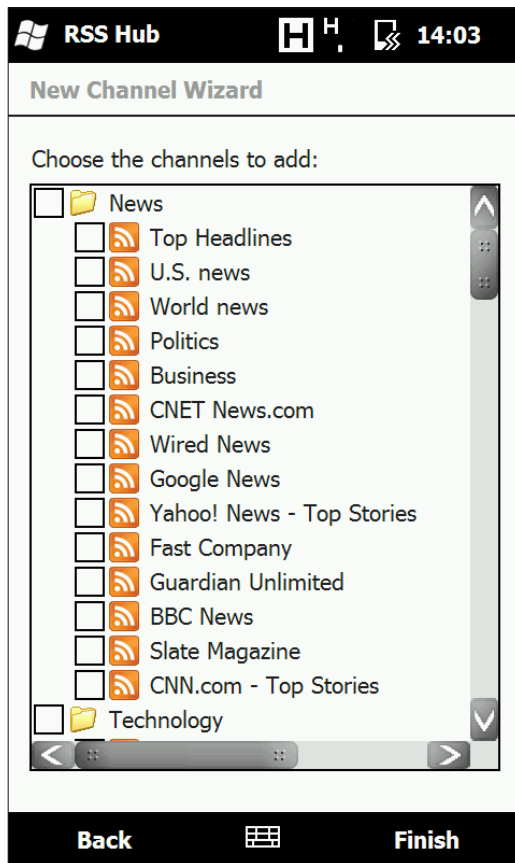 RSS Hub H H, 14:03
New Channel Wizard
Choose the channels to add:
News
Top Headlines
U.S. news
World news
Politics
Business
CNET News.com
Wired News
Google News
Yahoo! News - Top Stories
Fast Company
Guardian Unlimited
BBC News
Slate Magazine
CNN.com - Top Stories
Technology
Back Finish